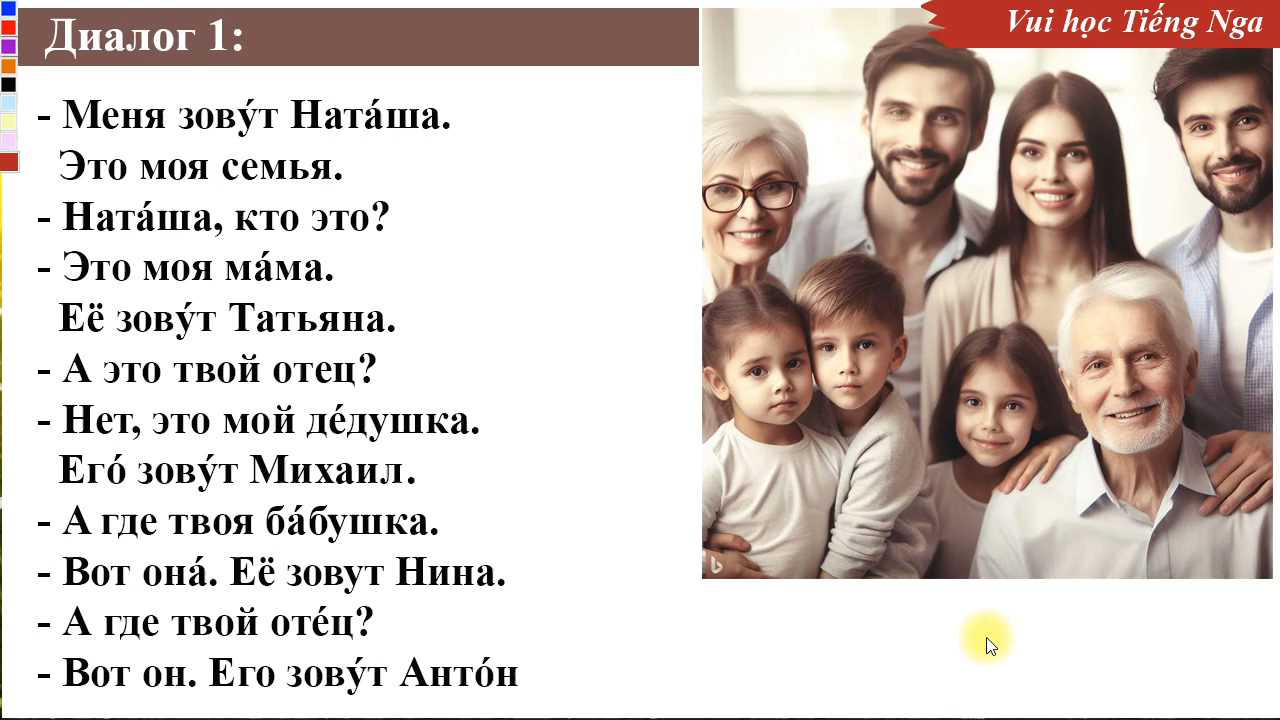 Диалог 1:
Vui học Tiếng Nga
- Меня зову́т Ната́ша.
Это моя семья.
- Ната́ша, кто это?
- Это моя ма́ма.
Её зову́т Татьяна.
- А это твой отец?
- Нет, это мой де́душка.
Его́ зову́т Михаил.
- А где твоя ба́бушка.
- Вот она́. Её зовут Нина.
- А где твой оте́ц?
- Вот он. Его зову́т Анто́н